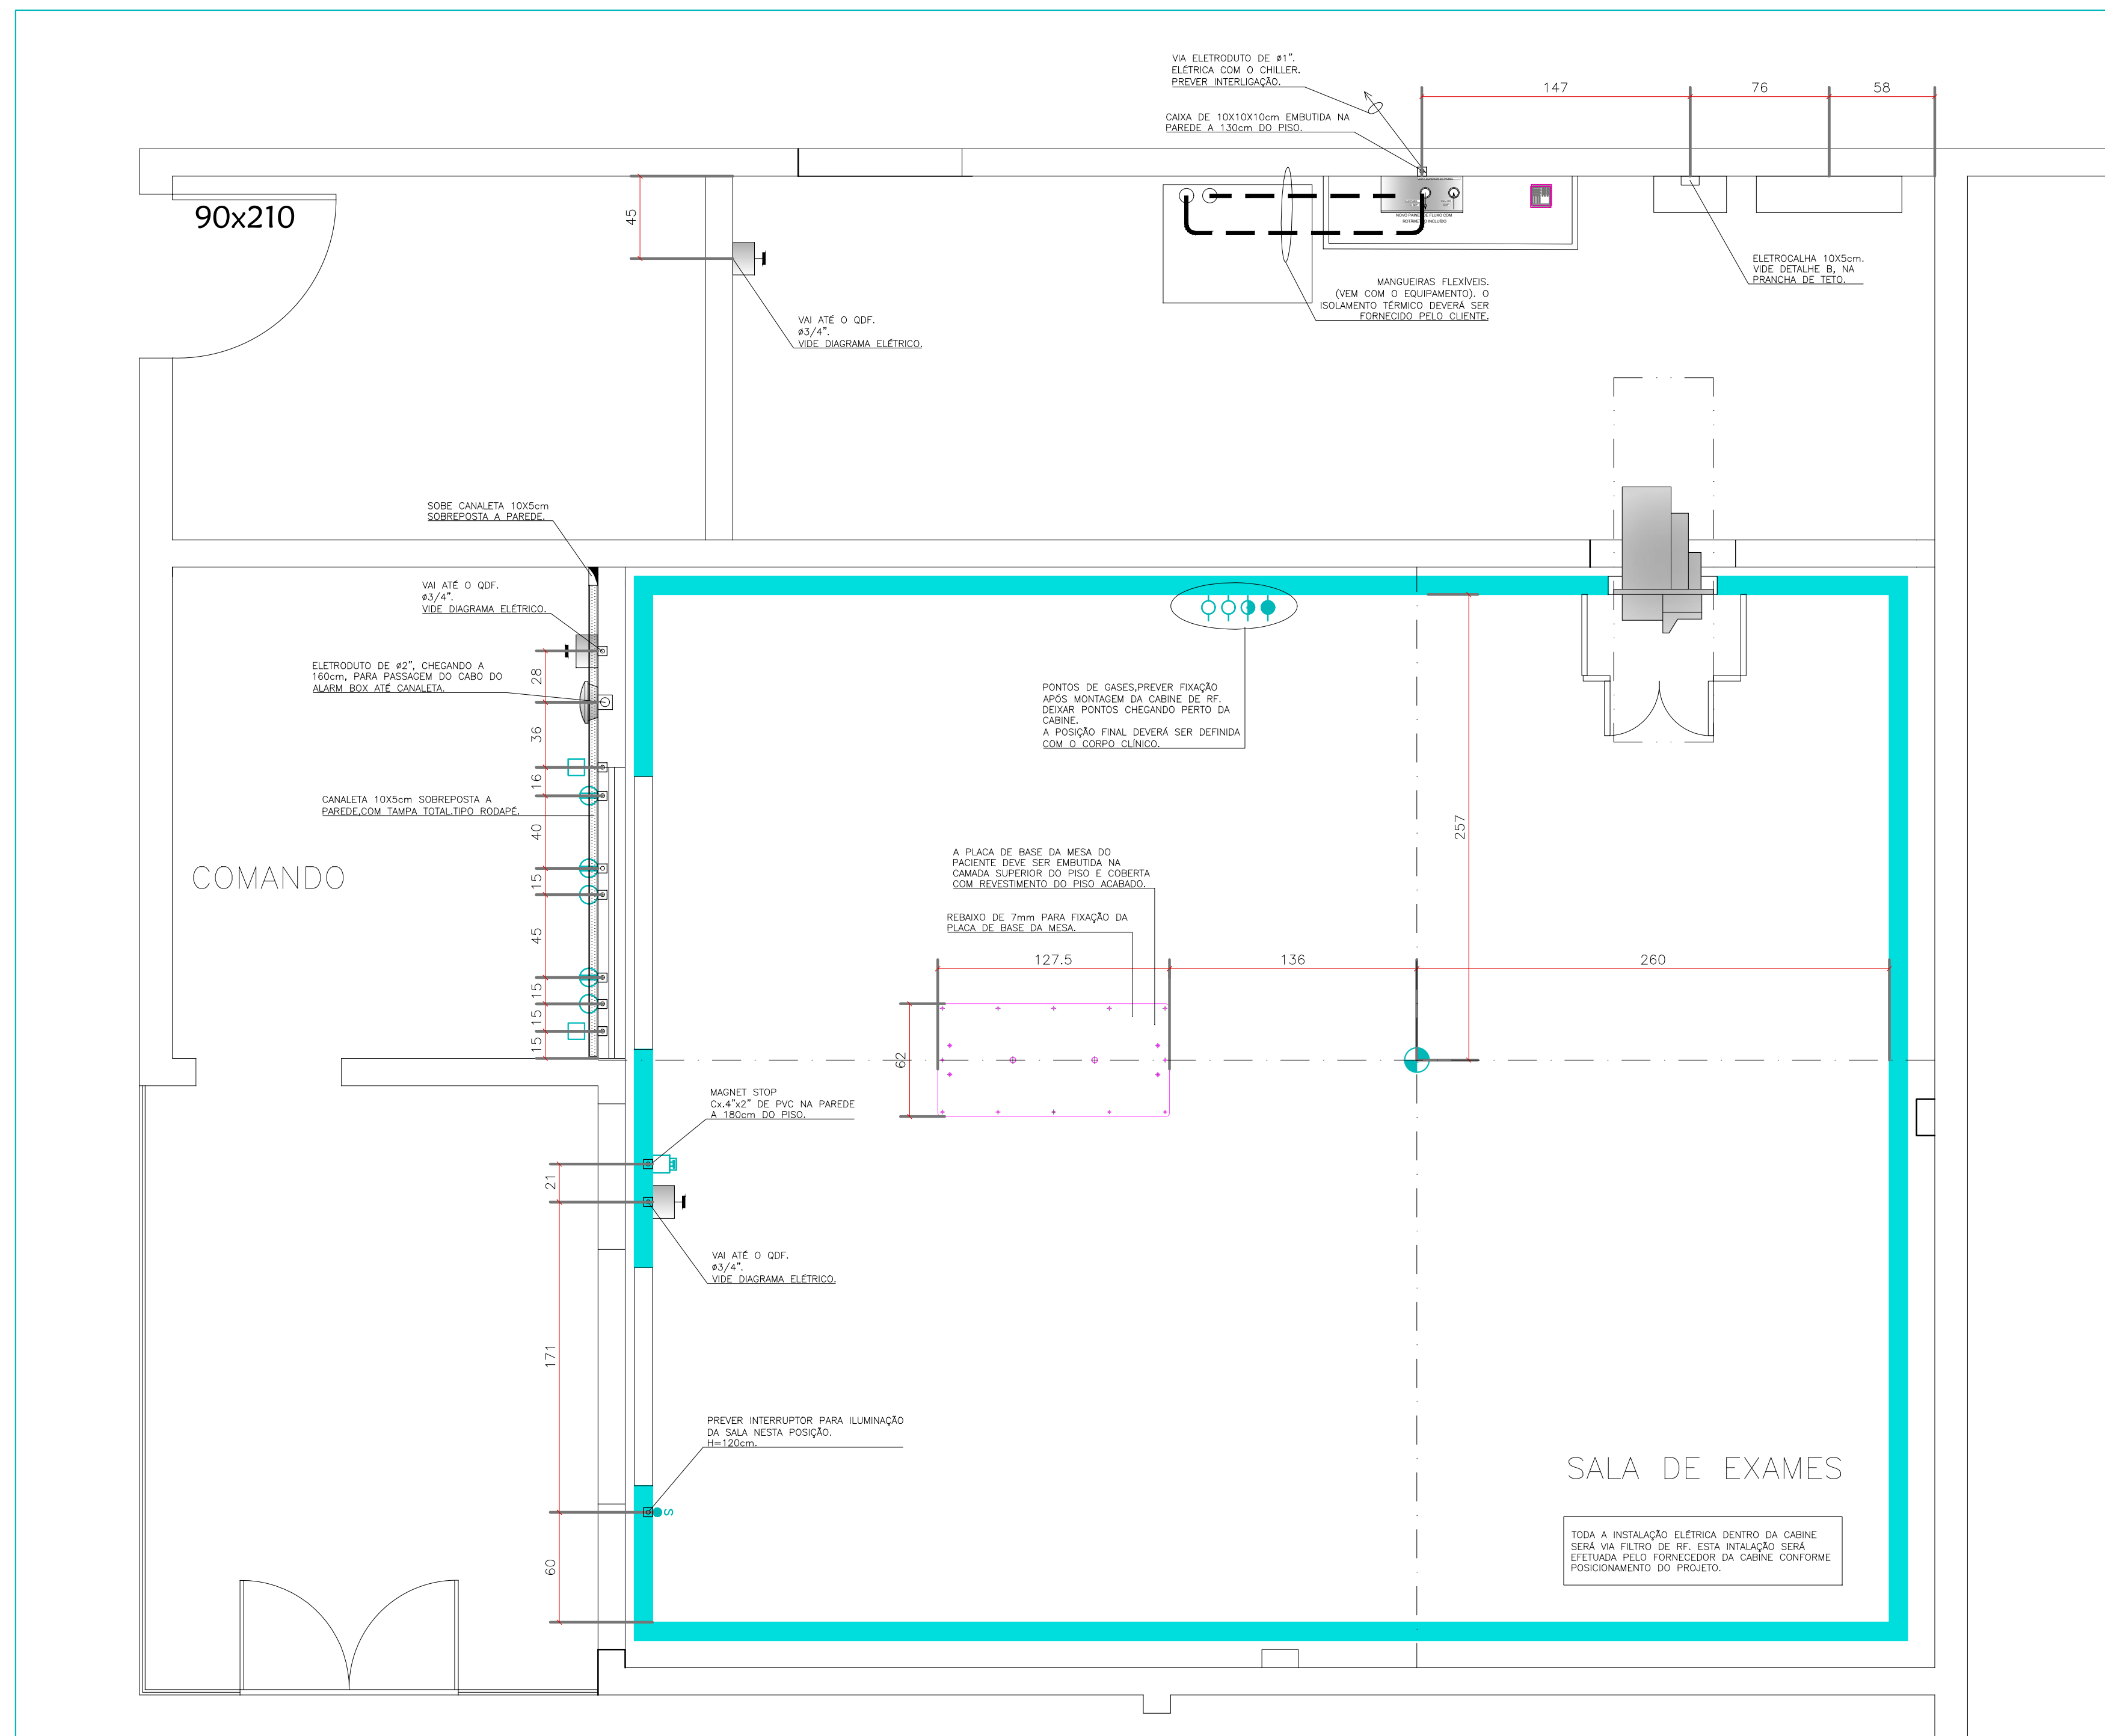 VIA ELETRODUTO DE ø1".
ELÉTRICA COM O CHILLER.
PREVER INTERLIGAÇÃO.
147
76
58
CAIXA DE 10X10X10cm EMBUTIDA NA
PAREDE A 130cm DO PISO.
90x210
45
NOVO PAINEL DE FLUXO COM
ROTÂMETRO INCLUIDO
ELETROCALHA 10X5cm.
VIDE DETALHE B, NA
PRANCHA DE TETO.
MANGUEIRAS FLEXÍVEIS.
(VEM COM O EQUIPAMENTO). O
ISOLAMENTO TÉRMICO DEVERÁ SER
FORNECIDO PELO CLIENTE.
VAI ATÉ O QDF.
ø3/4".
VIDE DIAGRAMA ELÉTRICO.
SOBE CANALETA 10X5cm
SOBREPOSTA A PAREDE.
VAI ATÉ O QDF.
ø3/4".
VIDE DIAGRAMA ELÉTRICO.
ELETRODUTO DE ø2", CHEGANDO A
160cm, PARA PASSAGEM DO CABO DO
ALARM BOX ATÉ CANALETA.
28
36
16
40
15
45
15
15
15
CANALETA 10X5cm SOBREPOSTA A
PAREDE,COM TAMPA TOTAL.TIPO RODAPÉ.
COMANDO
PONTOS DE GASES,PREVER FIXAÇÃO
APÓS MONTAGEM DA CABINE DE RF.
DEIXAR PONTOS CHEGANDO PERTO DA
CABINE.
A POSIÇÃO FINAL DEVERÁ SER DEFINIDA
COM O CORPO CLÍNICO.
257
A PLACA DE BASE DA MESA DO
PACIENTE DEVE SER EMBUTIDA NA
CAMADA SUPERIOR DO PISO E COBERTA
COM REVESTIMENTO DO PISO ACABADO.
REBAIXO DE 7mm PARA FIXAÇÃO DA
PLACA DE BASE DA MESA.
127.5
136
260
62
MAGNET STOP
Cx.4"x2" DE PVC NA PAREDE
A 180cm DO PISO.
21
VAI ATÉ O QDF.
ø3/4".
VIDE DIAGRAMA ELÉTRICO.
171
PREVER INTERRUPTOR PARA ILUMINAÇÃO
DA SALA NESTA POSIÇÃO.
H=120cm.
S
60
SALA DE EXAMES
TODA A INSTALAÇÃO ELÉTRICA DENTRO DA CABINE
SERÁ VIA FILTRO DE RF. ESTA INTALAÇÃO SERÁ
EFETUADA PELO FORNECEDOR DA CABINE CONFORME
POSICIONAMENTO DO PROJETO.